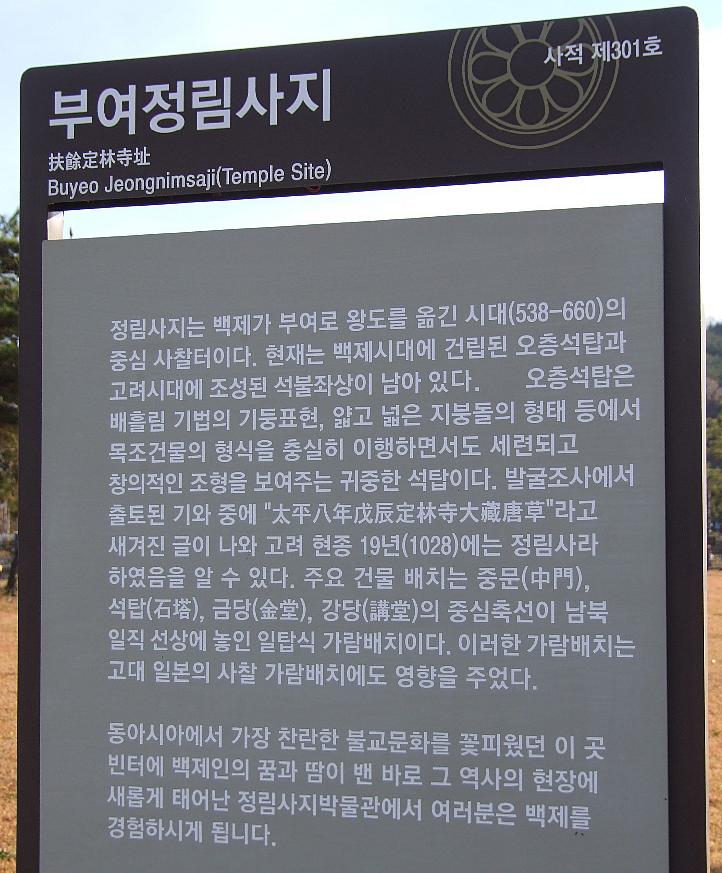 사적 제301호
부여정림사지
扶餘定林寺址
Buyeo Jeongnimsaji(Temple Site)
정림사지는 백제가 부여로 왕도를 옮긴 시대(538-660)의
중심 사찰터이다. 현재는 백제시대에 건립된 오층석탑과
고려시대에 조성된 석불좌상이 남아 있다. 오층석탑은
배흘림 기법의 기둥표현, 얇고 넓은 지붕돌의 형태 등에서
목조건물의 형식을 충실히 이행하면서도 세련되고
창의적인 조형을 보여주는 귀중한 석탑이다. 발굴조사에서
출토된 기와 중에 "太平八年戊辰定林寺大藏唐草"라고
새겨진 글이 나와 고려 현종 19년(1028)에는 정림사라
하였음을 알 수 있다. 주요 건물 배치는 중문(中門),
석탑(石塔), 금당(金堂), 강당(講堂)의 중심축선이 남북
일직 선상에 놓인 일탑식 가람배치이다. 이러한 가람배치는
고대 일본의 사찰 가람배치에도 영향을 주었다.
동아시아에서 가장 찬란한 불교문화를 꽃피웠던 이 곳
빈터에 백제인의 꿈과 땀이 밴 바로 그 역사의 현장에
새롭게 태어난 정림사지박물관에서 여러분은 백제를
경험하시게 됩니다.